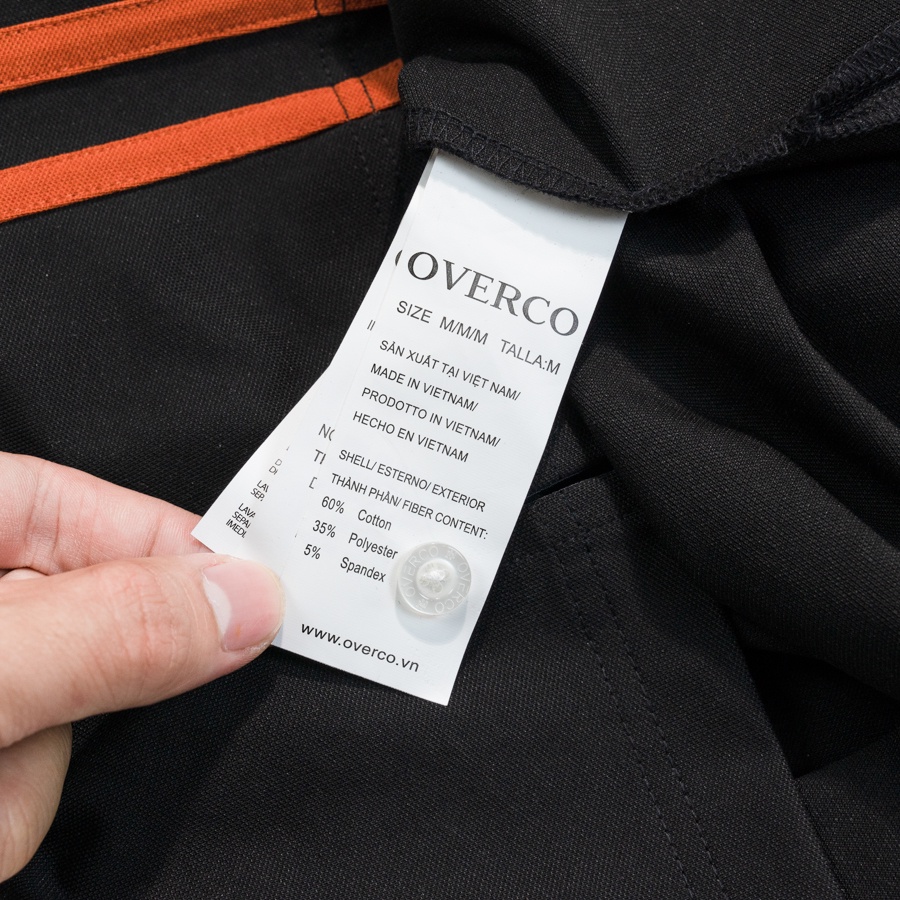 OVERCO
SIZE M/M/M TALLA:M
SẢN XUẤT TẠI VIỆT NAM/
MADE IN VIETNAM/
PRODOTTO IN VIETNAM/
HECHO EN VIETNAM
SHELL/ ESTERNO/ EXTERIOR
THÀNH PHẦN/ FIBER CONTENT:
60% Cotton
35% Polyester
5% Spandex
OVERCO
www.overco.vn